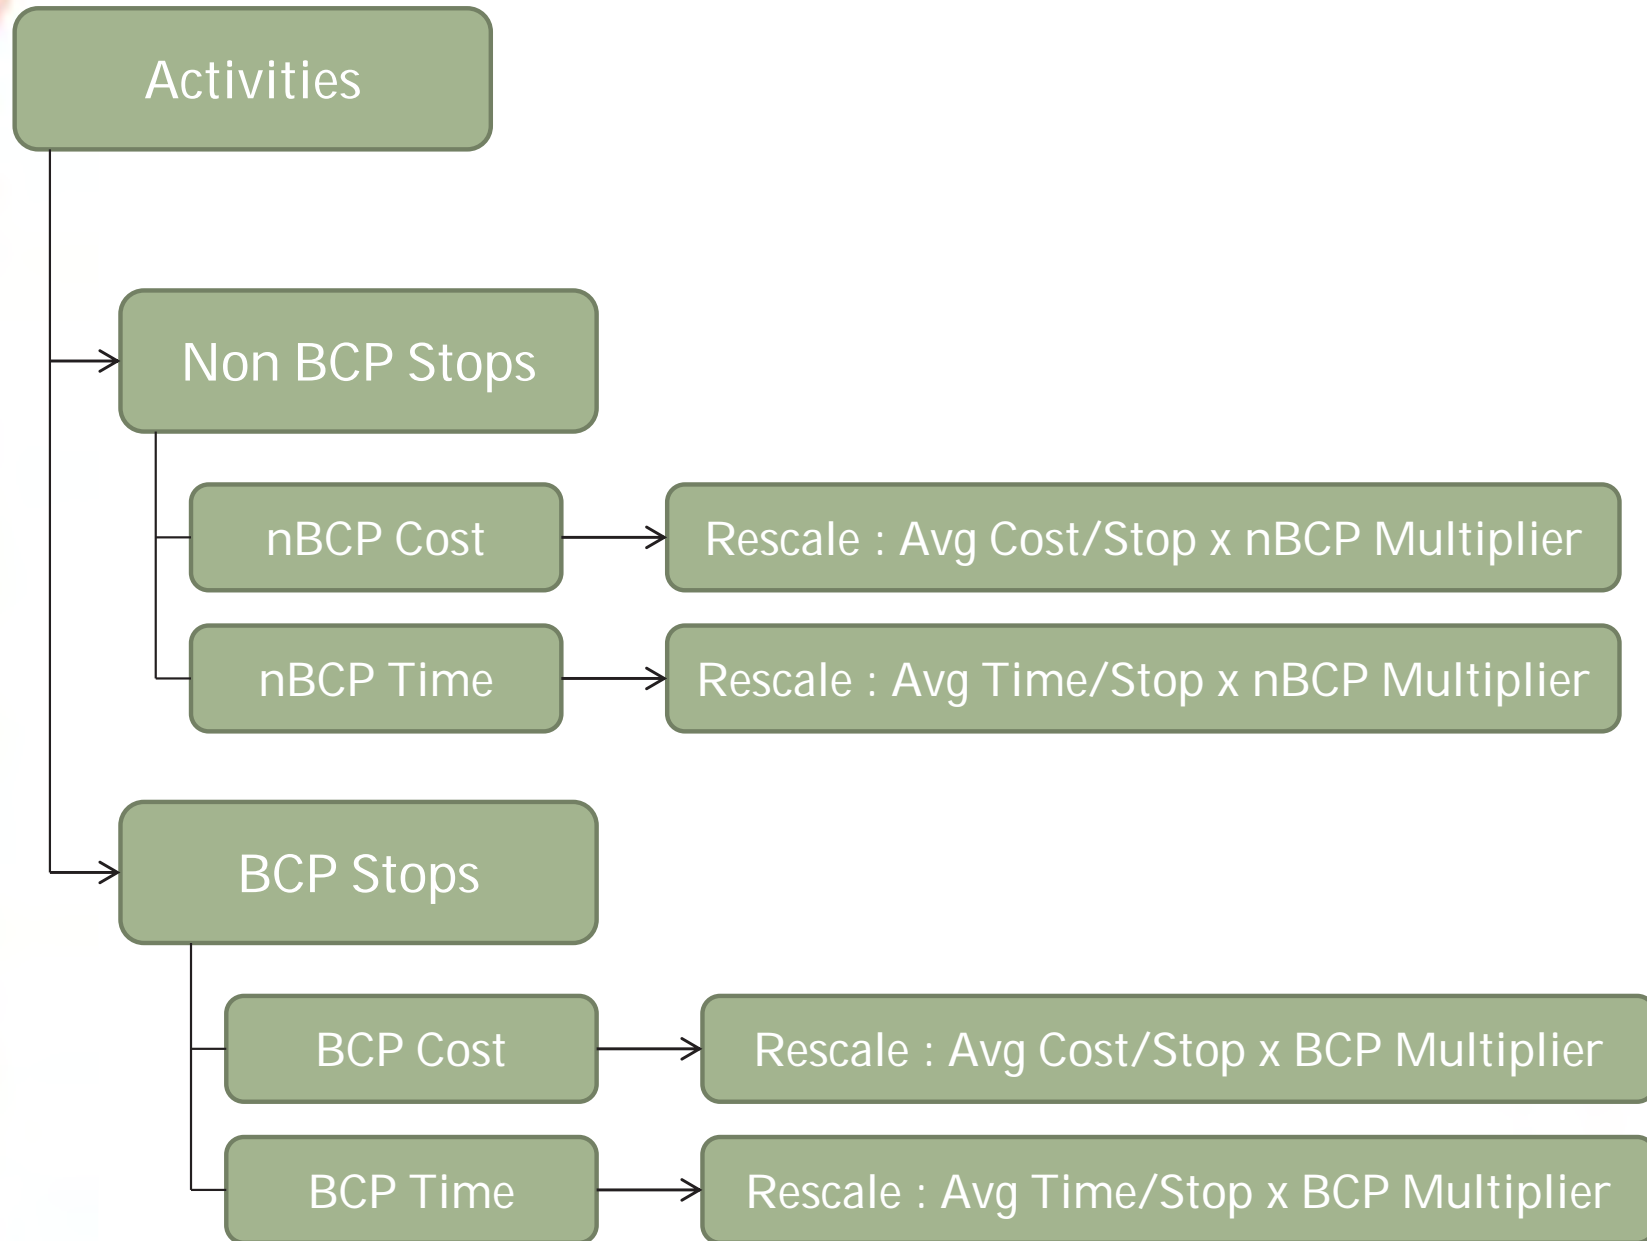 Activities
Non BCP Stops
nBCP Cost
Rescale : Avg Cost/Stop x nBCP Multiplier
nBCP Time
Rescale : Avg Time/Stop x nBCP Multiplier
BCP Stops
BCP Cost
Rescale : Avg Cost/Stop x BCP Multiplier
BCP Time
Rescale : Avg Time/Stop x BCP Multiplier